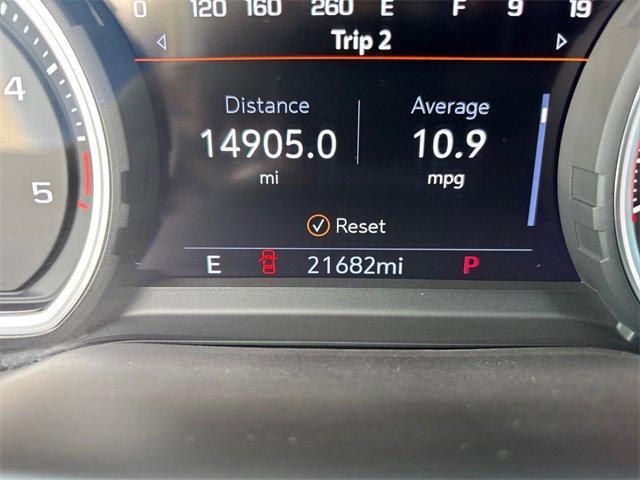 0 120 160 260 E F 9 19
Trip 2
Distance Average
14905.0 10.9
mi mpg
Reset
E 21682mi P
4
5